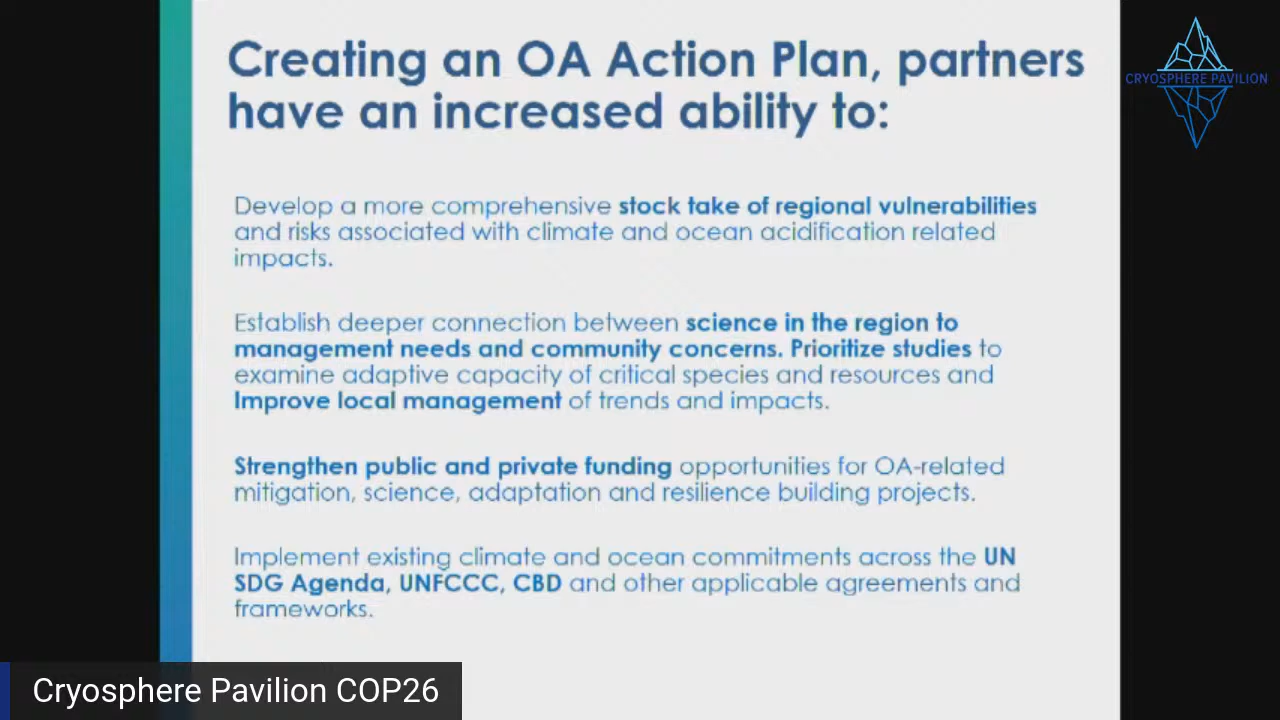 Creating an OA Action Plan, partners
have an increased ability to:
CRYOSPHERE PAVILION
Develop a more comprehensive stock take of regional vulnerabilities
and risks associated with climate and ocean acidification related
impacts.
Establish deeper connection between science in the region to
management needs and community concerns. Prioritize studies to
examine adaptive capacity of critical species and resources and
Improve local management of trends and impacts.
Strengthen public and private funding opportunities for OA-related
mitigation, science, adaptation and resilience building projects.
Implement existing climate and ocean commitments across the UN
SDG Agenda, UNFCCC, CBD and other applicable agreements and
frameworks.
Cryosphere Pavilion COP26